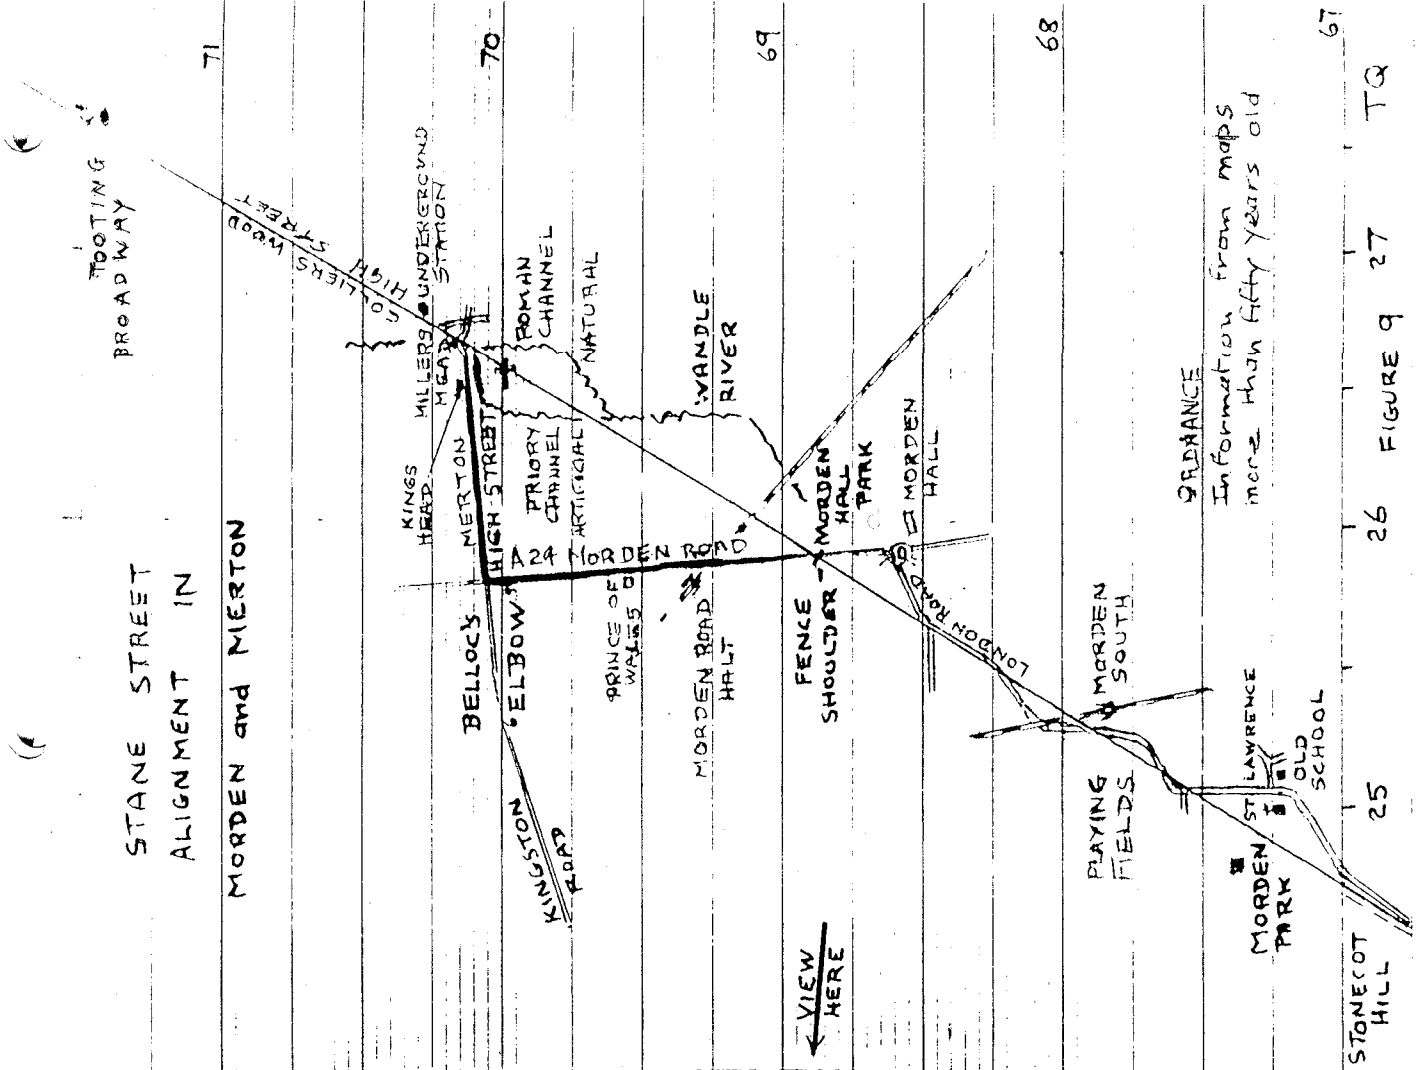 STANE STREET
ALIGNMENT IN
MORDEN and MERTON
TOOTING
BROADWAY
71
70
69
68
67
COLLIERS WOOD
HIGH
STREET
MILLERS
MEAD
UNDERGROUND
STATION
ROMAN
CHANNEL
NATURAL
WANDLE
RIVER
KINGS
HEAD
MERTON
HIGH STREET
PRIORY
CHANNEL
ARTIFICIAL
BELLOCS
"ELBOW"
A24 MORDEN ROAD
PRINCE OF
WALES
MORDEN ROAD
HALT
KINGSTON
ROAD
FENCE
SHOULDER
MORDEN
HALL
PARK
MORDEN
HALL
LONDON ROAD
MORDEN
SOUTH
PLAYING
FIELDS
ST LAWRENCE
OLD
SCHOOL
MORDEN
PARK
STONECOT
HILL
VIEW
HERE
Information from maps
more than fifty years old
25
26
27
TQ
FIGURE 9